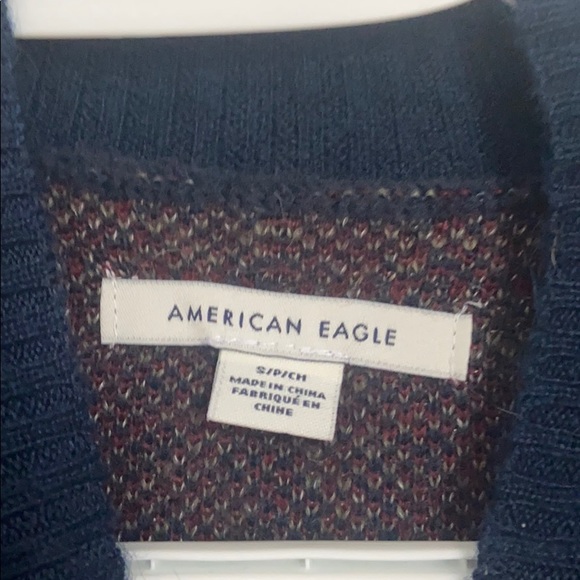 AMERICAN EAGLE
S/P/CH
MADE IN CHINA
FABRIQUÉ EN
CHINE